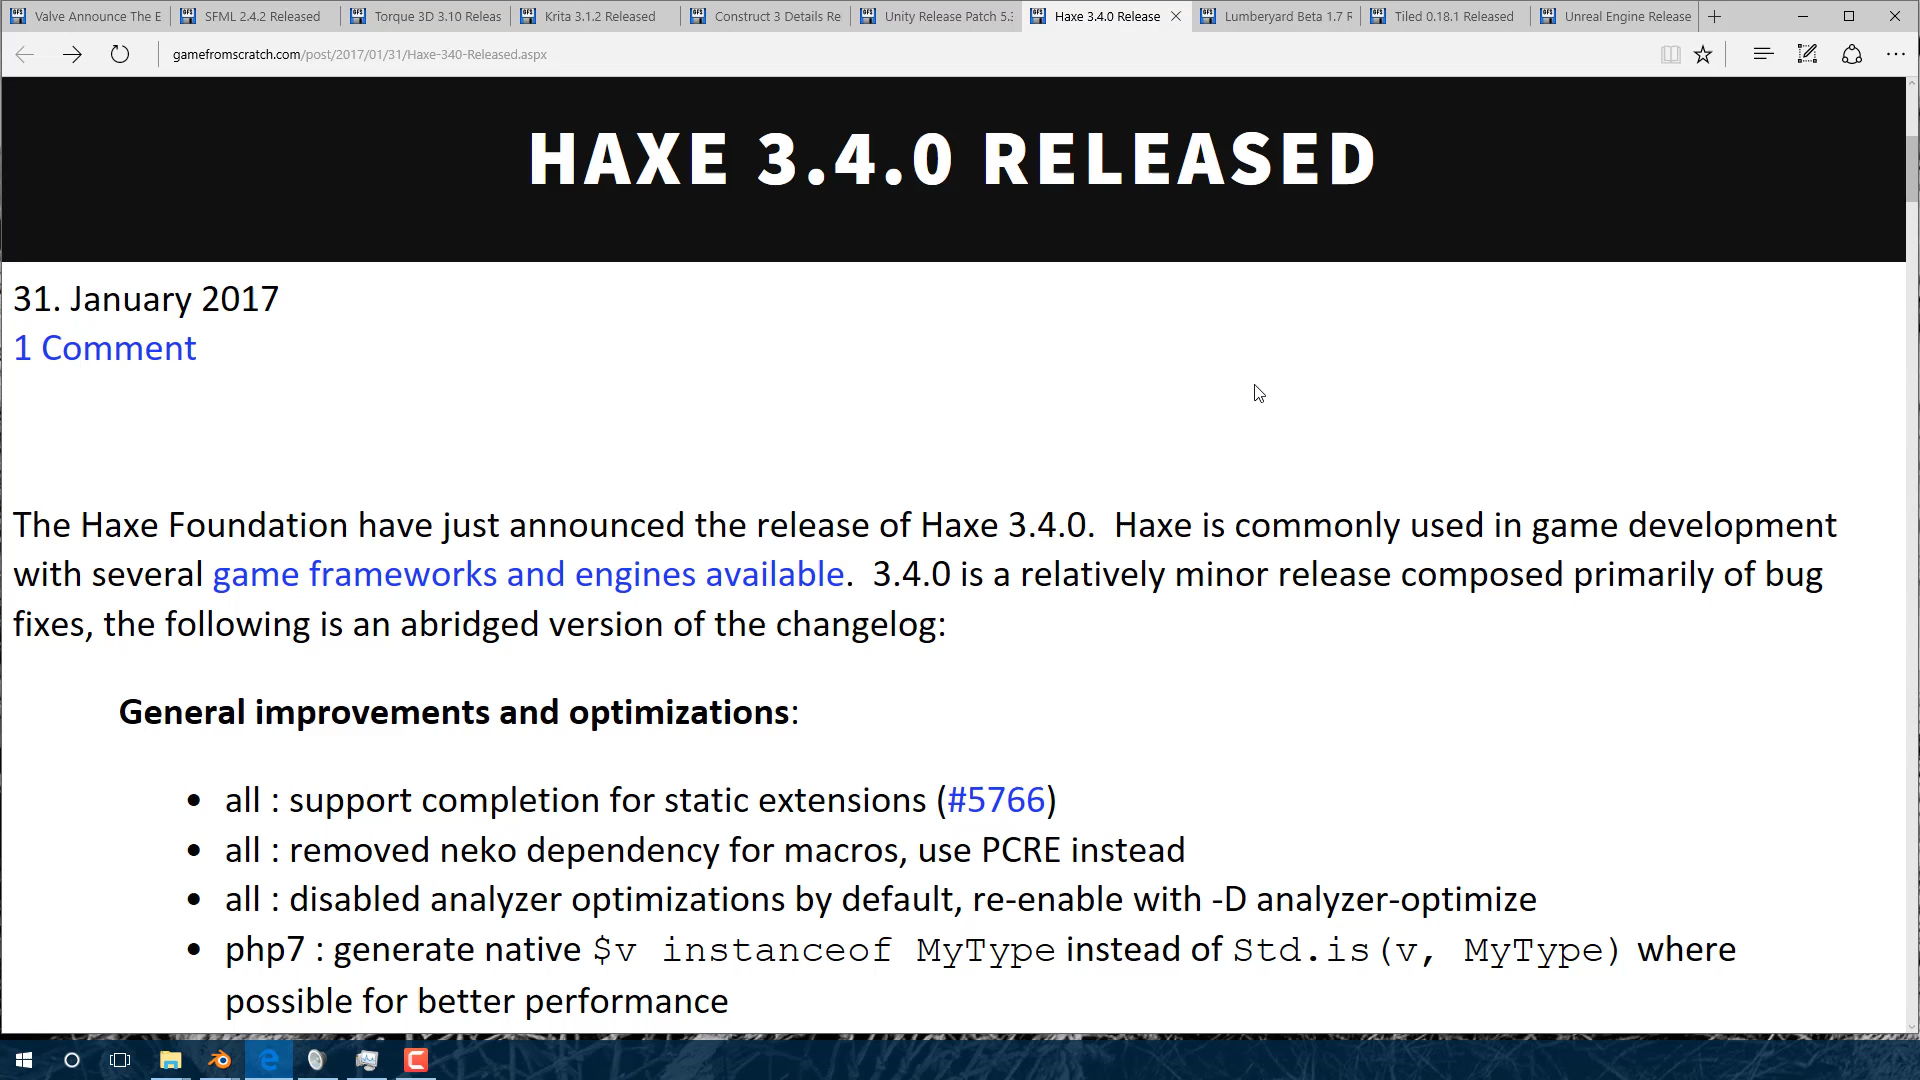 Valve Announce The E
SFML 2.4.2 Released
Torque 3D 3.10 Releas
Krita 3.1.2 Released
Construct 3 Details Re
Unity Release Patch 5.3
Haxe 3.4.0 Release
Lumberyard Beta 1.7 R
Tiled 0.18.1 Released
Unreal Engine Release
gamefromscratch.com/post/2017/01/31/Haxe-340-Released.aspx
HAXE 3.4.0 RELEASED
31. January 2017
1 Comment
The Haxe Foundation have just announced the release of Haxe 3.4.0.  Haxe is commonly used in game development
with several game frameworks and engines available.  3.4.0 is a relatively minor release composed primarily of bug
fixes, the following is an abridged version of the changelog:
General improvements and optimizations:
• all : support completion for static extensions (#5766)
• all : removed neko dependency for macros, use PCRE instead
• all : disabled analyzer optimizations by default, re-enable with -D analyzer-optimize
• php7 : generate native $v instanceof MyType instead of Std.is(v, MyType) where
possible for better performance